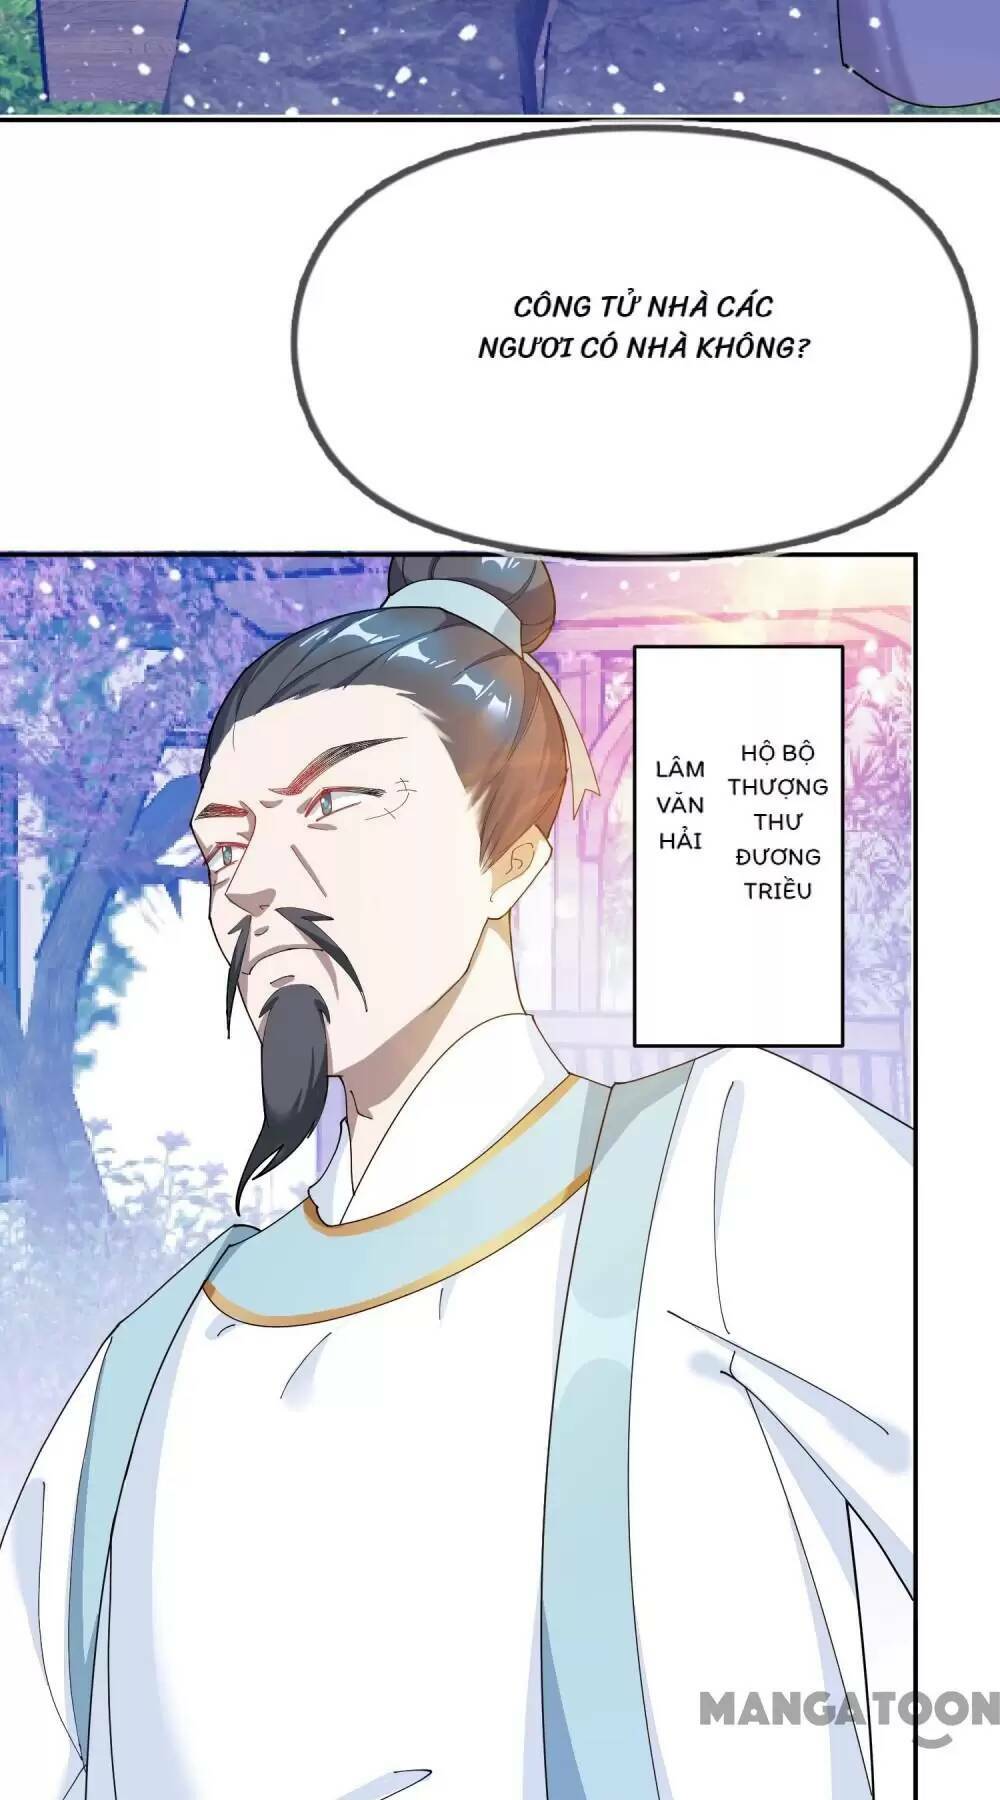 CÔNG TỬ NHÀ CÁC
NGƯƠI CÓ NHÀ KHÔNG?
HỘ BỘ
THƯỢNG
THƯ
ĐƯƠNG
TRIỀU
LÂM
VĂN
HẢI
MANGATOON